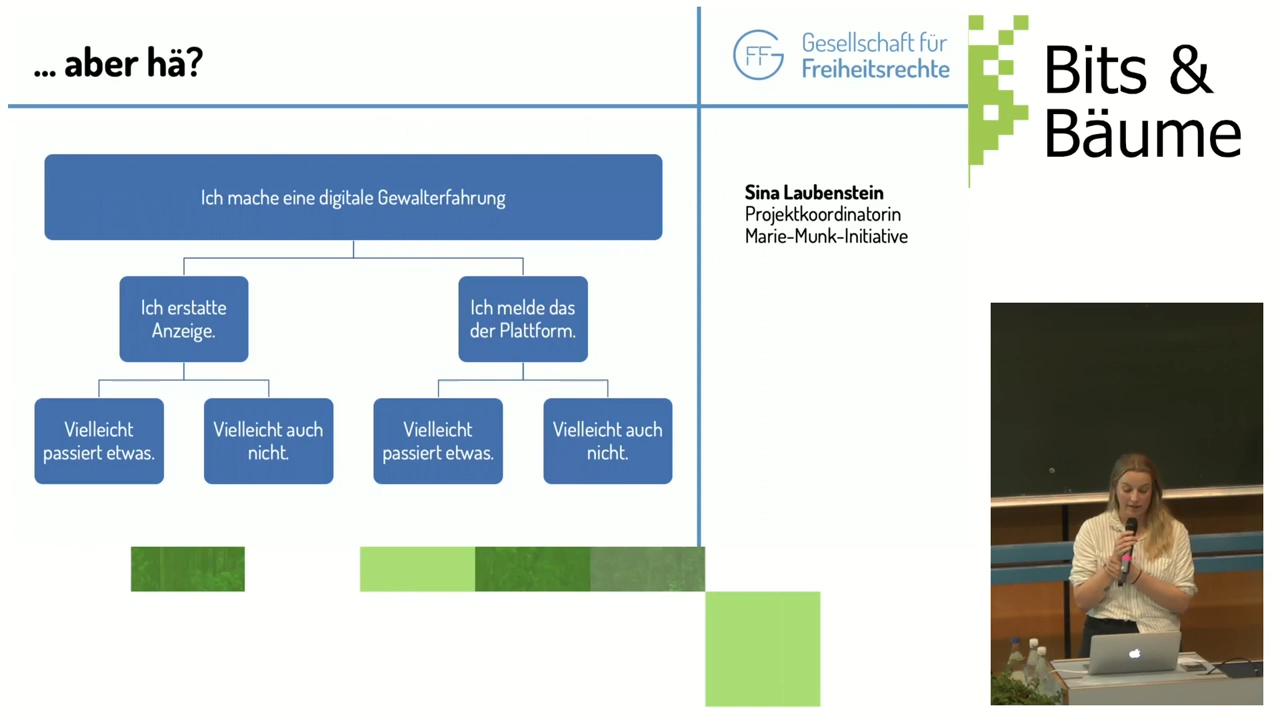 ... aber hä?
GFF
Gesellschaft für
Freiheitsrechte
Bits &
Bäume
Ich mache eine digitale Gewalterfahrung
Ich erstatte
Anzeige.
Ich melde das
der Plattform.
Vielleicht
passiert etwas.
Vielleicht auch
nicht.
Vielleicht
passiert etwas.
Vielleicht auch
nicht.
Sina Laubenstein
Projektkoordinatorin
Marie-Munk-Initiative